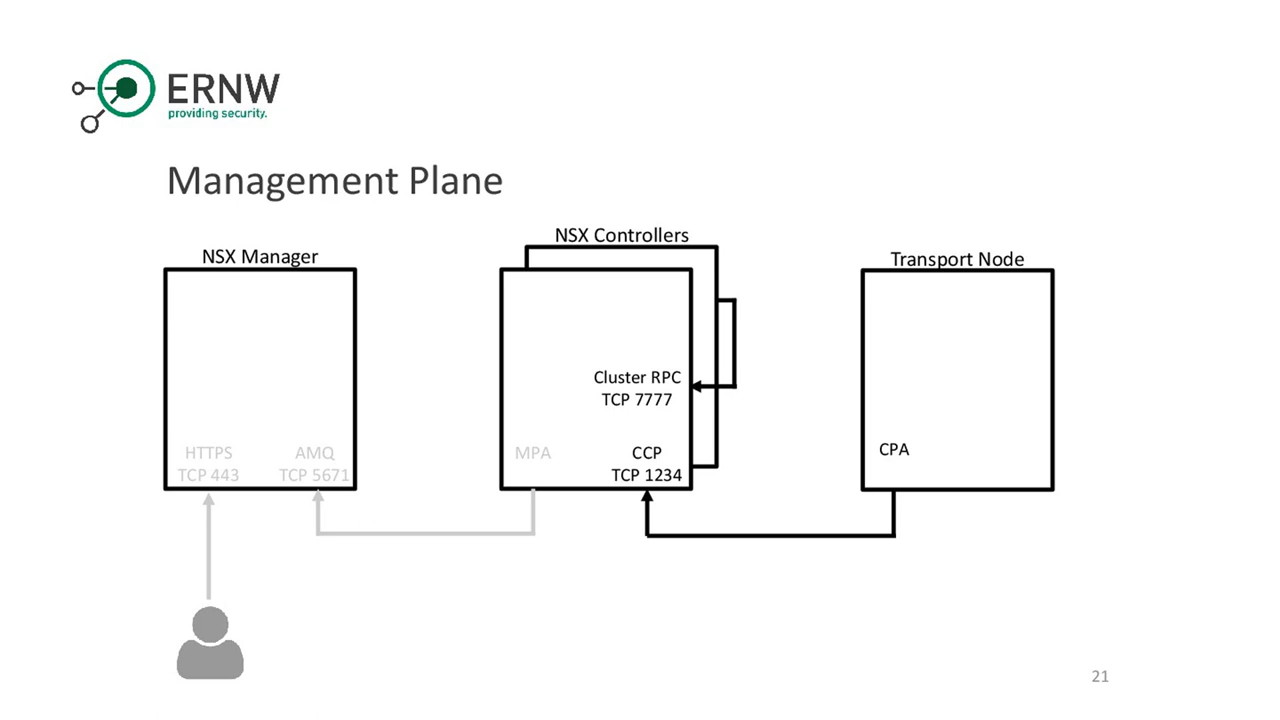 ERNW
providing security.
Management Plane
NSX Manager
NSX Controllers
Transport Node
Cluster RPC
TCP 7777
HTTPS
TCP 443
AMQ
TCP 5671
MPA
CCP
TCP 1234
CPA
21